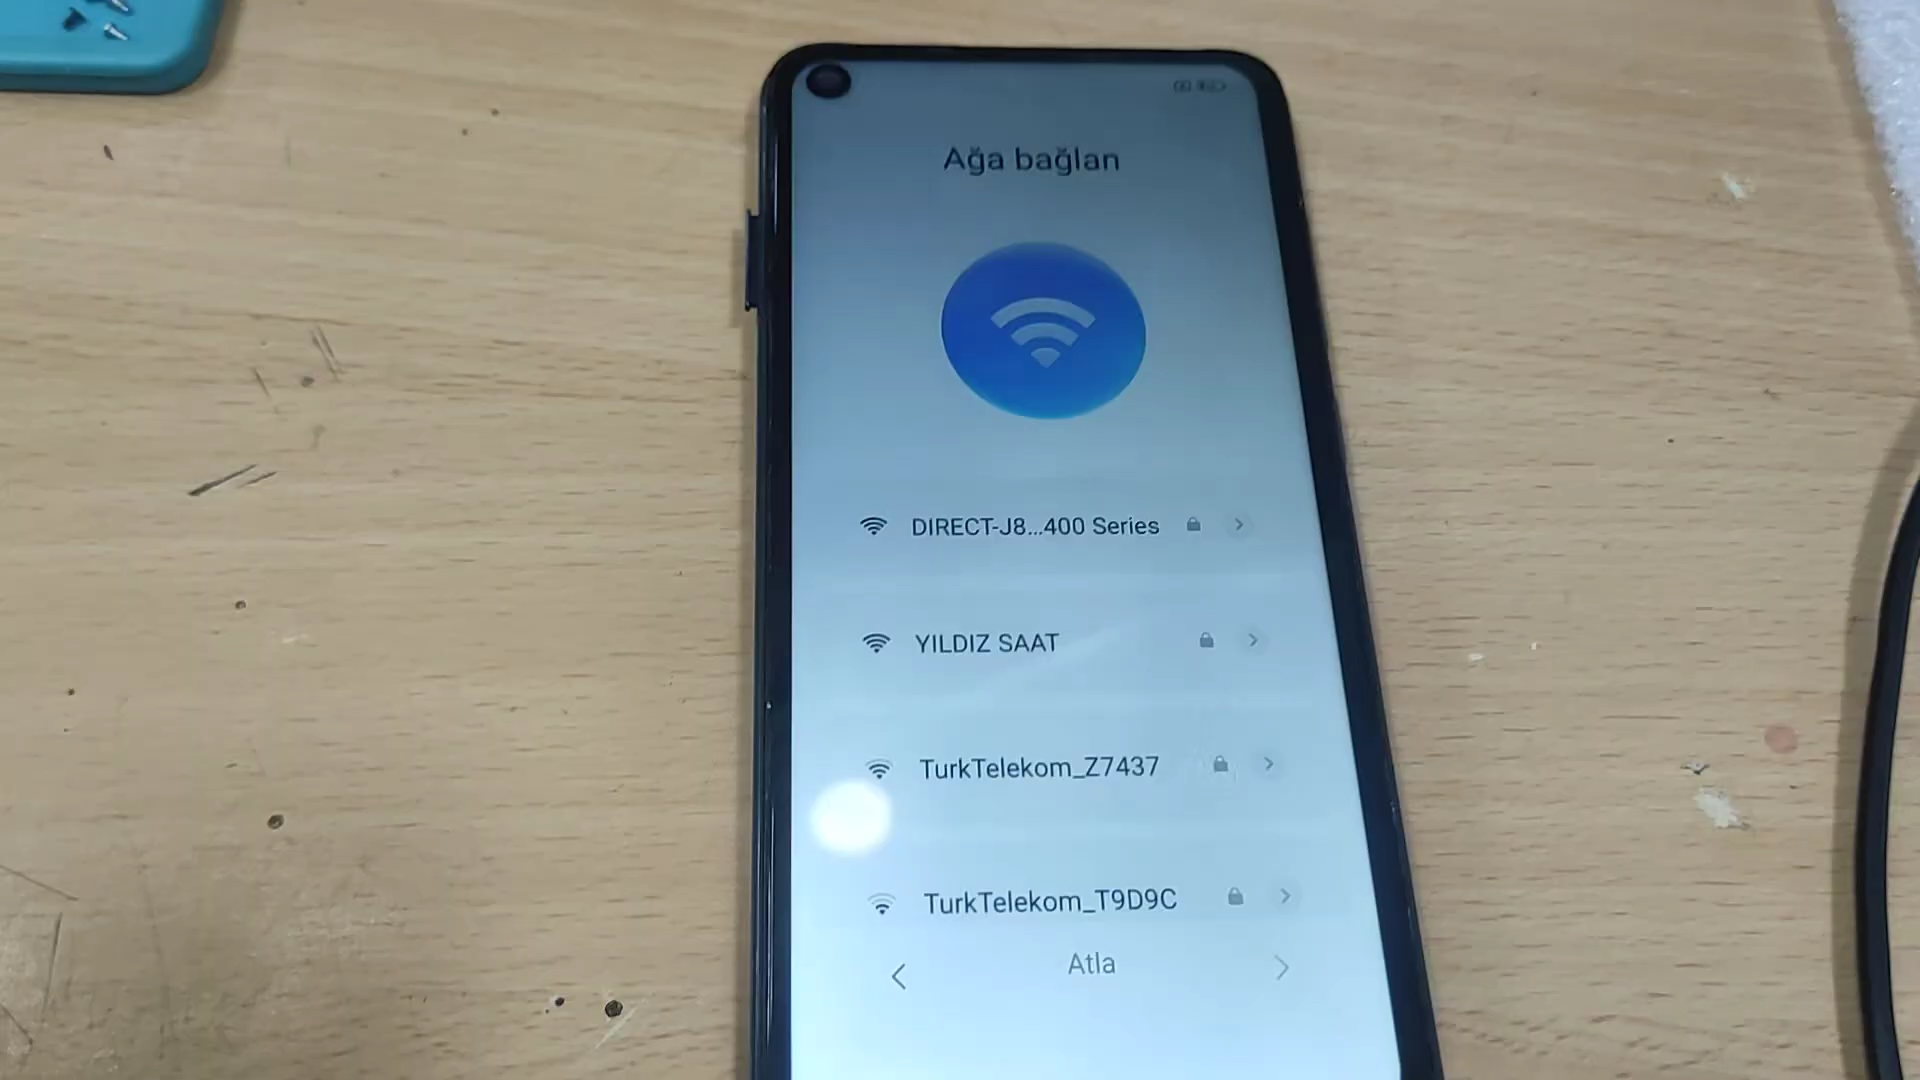 Ağa bağlan
DIRECT-J8...400 Series
YILDIZ SAAT
TurkTelekom_Z7437
TurkTelekom_T9D9C
Atla